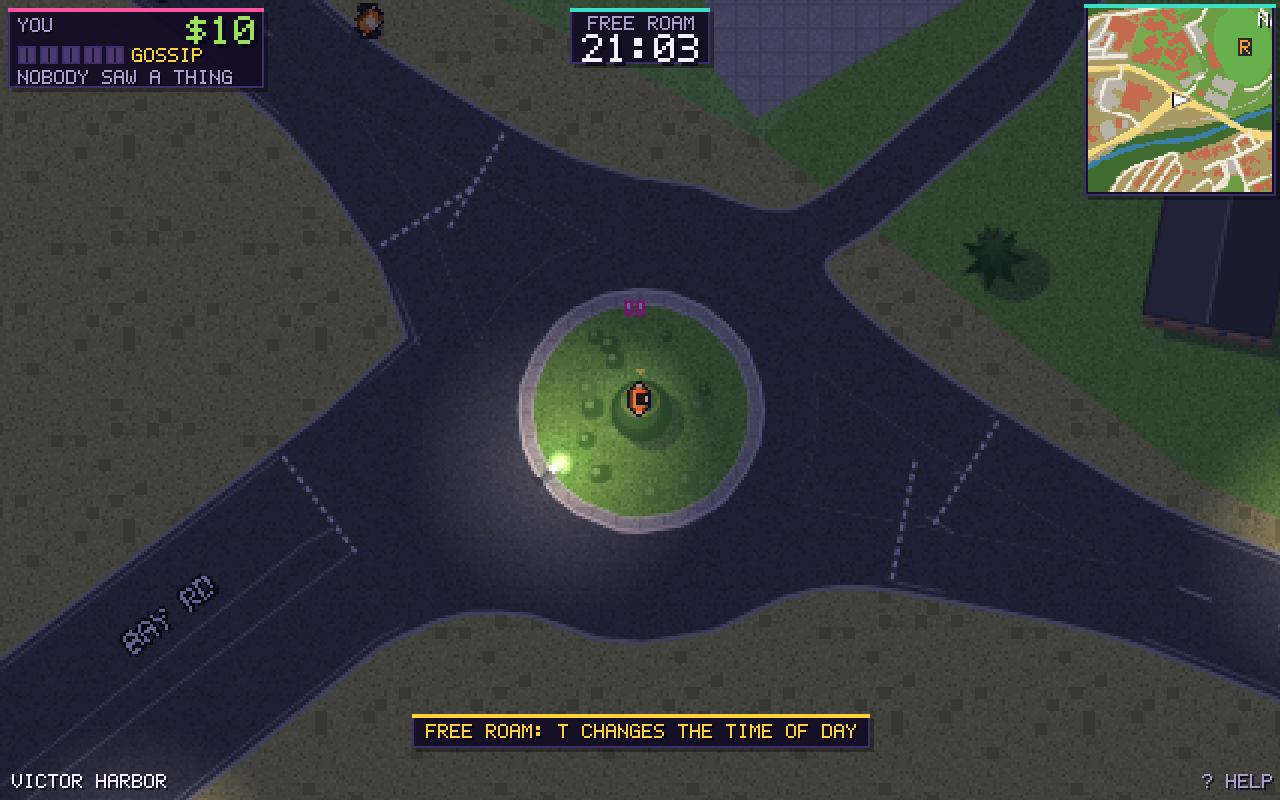 YOU
$10
GOSSIP
NOBODY SAW A THING
FREE ROAM
21:03
N
R
BAY RD
FREE ROAM: T CHANGES THE TIME OF DAY
VICTOR HARBOR
? HELP